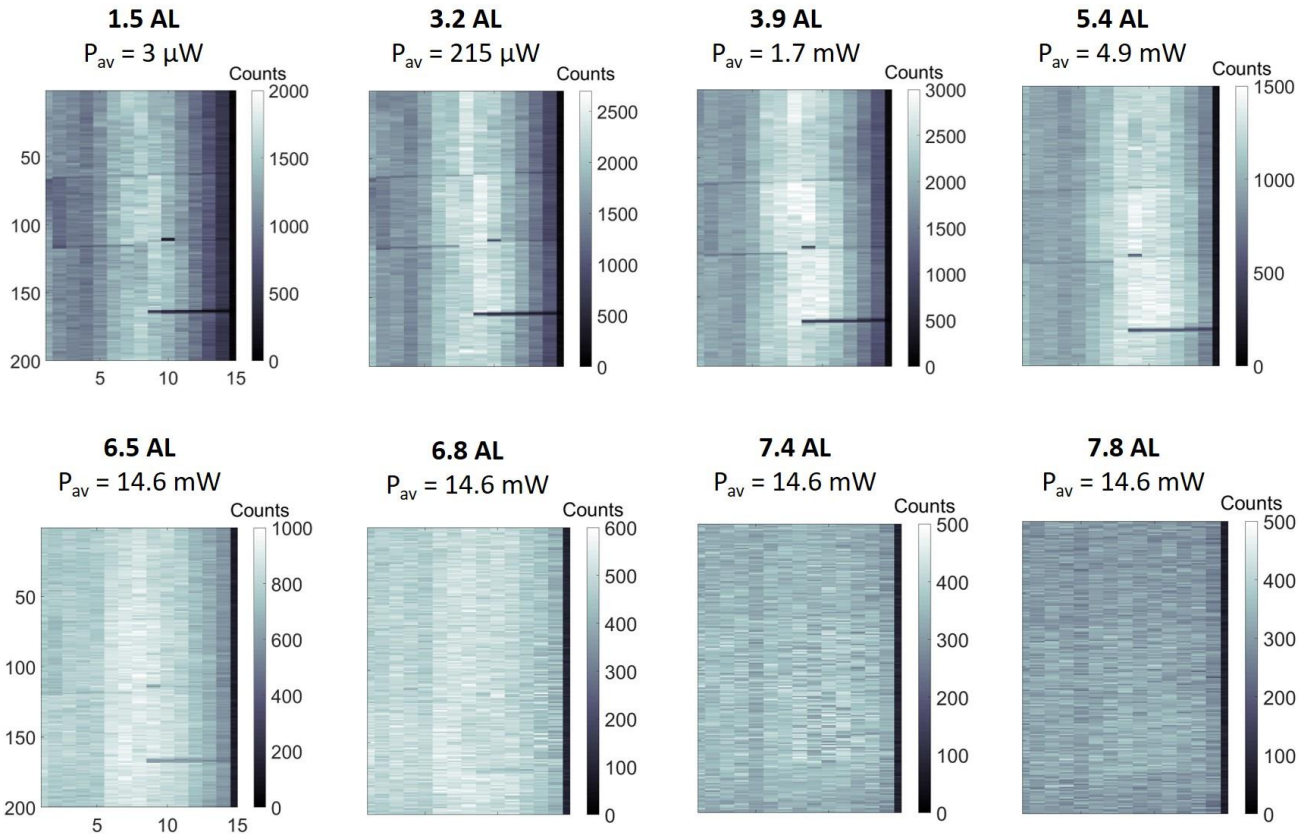 1.5 AL
P_av = 3 µW
Counts
2000
1500
1000
500
0
50
100
150
200
5 10 15
3.2 AL
P_av = 215 µW
Counts
2500
2000
1500
1000
500
0
3.9 AL
P_av = 1.7 mW
Counts
3000
2500
2000
1500
1000
500
0
5.4 AL
P_av = 4.9 mW
Counts
1500
1000
500
0
6.5 AL
P_av = 14.6 mW
Counts
1000
800
600
400
200
0
50
100
150
200
5 10 15
6.8 AL
P_av = 14.6 mW
Counts
600
500
400
300
200
100
0
7.4 AL
P_av = 14.6 mW
Counts
500
400
300
200
100
0
7.8 AL
P_av = 14.6 mW
Counts
500
400
300
200
100
0